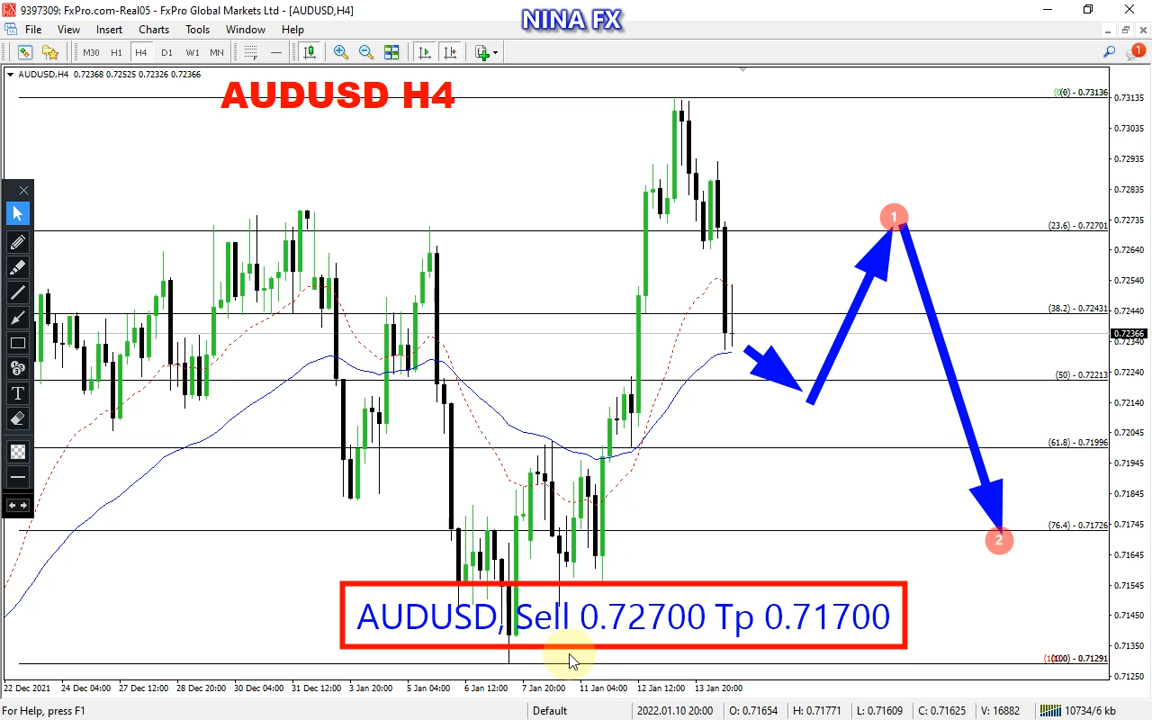 9397309: FxPro.com-Real05 - FxPro Global Markets Ltd - [AUDUSD,H4]
NINA FX
File View Insert Charts Tools Window Help
M30 H1 H4 D1 W1 MN
1
AUDUSD,H4 0.72368 0.72525 0.72326 0.72366
AUDUSD H4
(0) - 0.73136
0.73135
0.73035
0.72935
0.72835
1
(23.6) - 0.72701
0.72735
0.72640
0.72540
(38.2) - 0.72431
0.72440
0.72366
0.72340
(50) - 0.72213
0.72240
0.72140
(61.8) - 0.71996
0.72045
0.71945
0.71845
(76.4) - 0.71726
0.71745
2
0.71645
0.71545
AUDUSD, Sell 0.72700 Tp 0.71700
0.71450
0.71350
(100) - 0.71291
0.71250
22 Dec 2021 24 Dec 04:00 27 Dec 12:00 28 Dec 20:00 30 Dec 04:00 31 Dec 12:00 3 Jan 20:00 5 Jan 04:00 6 Jan 12:00 7 Jan 20:00 11 Jan 04:00 12 Jan 12:00 13 Jan 20:00
For Help, press F1 Default 2022.01.10 20:00 O: 0.71654 H: 0.71771 L: 0.71609 C: 0.71625 V: 16882 10734/6 kb